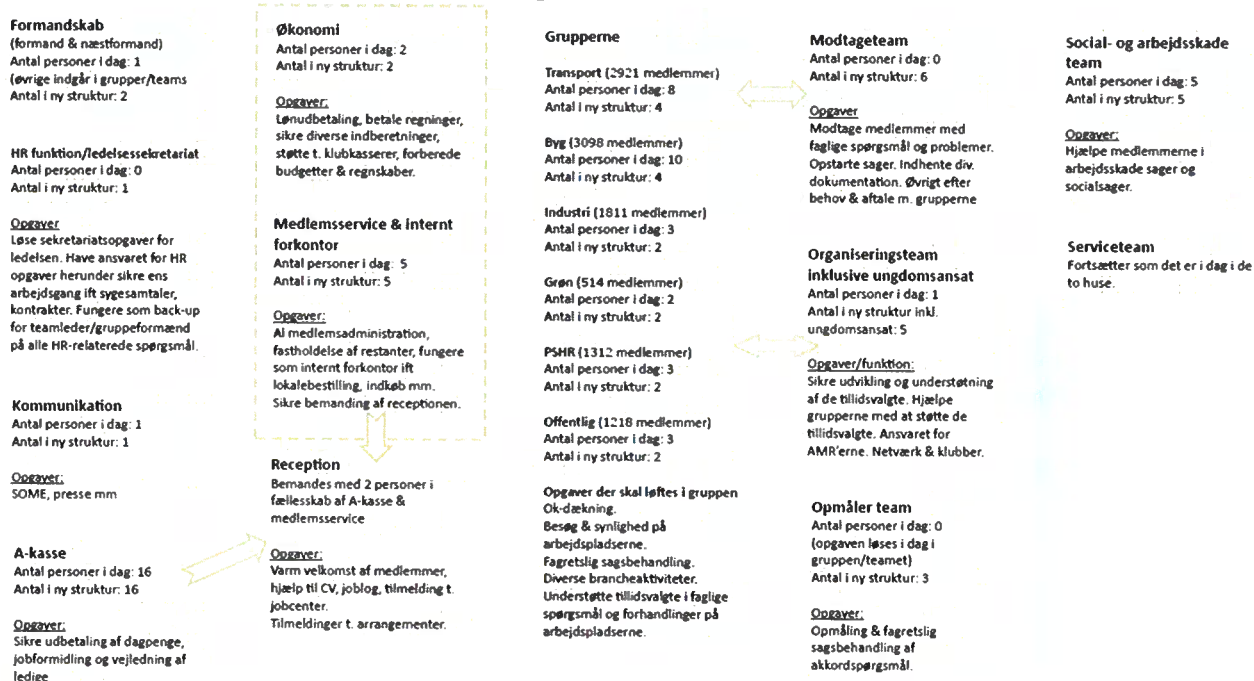 Formandskab
(formand & næstformand)
Antal personer i dag: 1
(øvrige indgår i grupper/teams
Antal i ny struktur: 2
HR funktion/ledelsessekretariat
Antal personer i dag: 0
Antal i ny struktur: 1
Opgaver
Løse sekretariatsopgaver for
ledelsen. Have ansvaret for HR
opgaver herunder sikre ens
arbejdsgang ift sygesamtaler,
kontrakter. Fungere som back-up
for teamleder/gruppeformænd
på alle HR-relaterede spørgsmål.
Kommunikation
Antal personer i dag: 1
Antal i ny struktur: 1
Opgaver:
SOME, presse mm
A-kasse
Antal personer i dag: 16
Antal i ny struktur: 16
Opgaver:
Sikre udbetaling af dagpenge,
jobformidling og vejledning af
ledige
Økonomi
Antal personer i dag: 2
Antal i ny struktur: 2
Opgaver:
Lønudbetaling, betale regninger,
sikre diverse indberetninger,
støtte t. klubkasserer, forberede
budgetter & regnskaber.
Medlemsservice & internt
forkontor
Antal personer i dag: 5
Antal i ny struktur: 5
Opgaver:
Al medlemsadministration,
fastholdelse af restanter, fungere
som internt forkontor ift
lokalebestilling, indkøb mm.
Sikre bemanding af receptionen.
Reception
Bemandes med 2 personer i
fællesskab af A-kasse &
medlemsservice
Opgaver:
Varm velkomst af medlemmer,
hjælp til CV, joblog, tilmelding t.
jobcenter.
Tilmeldinger t. arrangementer.
Grupperne
Transport (2921 medlemmer)
Antal personer i dag: 8
Antal i ny struktur: 4
Byg (3098 medlemmer)
Antal personer i dag: 10
Antal i ny struktur: 4
Industri (1811 medlemmer)
Antal personer i dag: 3
Antal i ny struktur: 2
Grøn (514 medlemmer)
Antal personer i dag: 2
Antal i ny struktur: 2
PSHR (1312 medlemmer)
Antal personer i dag: 3
Antal i ny struktur: 2
Offentlig (1218 medlemmer)
Antal personer i dag: 3
Antal i ny struktur: 2
Opgaver der skal løftes i gruppen
Ok-dækning.
Besøg & synlighed på
arbejdspladserne.
Fagretslig sagsbehandling.
Diverse brancheaktiviteter.
Understøtte tillidsvalgte i faglige
spørgsmål og forhandlinger på
arbejdspladserne.
Modtageteam
Antal personer i dag: 0
Antal i ny struktur: 6
Opgaver
Modtage medlemmer med
faglige spørgsmål og problemer.
Opstarte sager. Indhente div.
dokumentation. Øvrigt efter
behov & aftale m. grupperne
Organiseringsteam
inklusive ungdomsansat
Antal personer i dag: 1
Antal i ny struktur inkl.
ungdomsansat: 5
Opgaver/funktion:
Sikre udvikling og understøtning
af de tillidsvalgte. Hjælpe
grupperne med at støtte de
tillidsvalgte. Ansvaret for
AMR'erne. Netværk & klubber.
Opmåler team
Antal personer i dag: 0
(opgaven løses i dag i
gruppen/teamet)
Antal i ny struktur: 3
Opgaver:
Opmåling & fagretslig
sagsbehandling af
akkordspørgsmål.
Social- og arbejdsskade
team
Antal personer i dag: 5
Antal i ny struktur: 5
Opgaver:
Hjælpe medlemmerne i
arbejdsskade sager og
socialsager.
Serviceteam
Fortsætter som det er i dag i de
to huse.